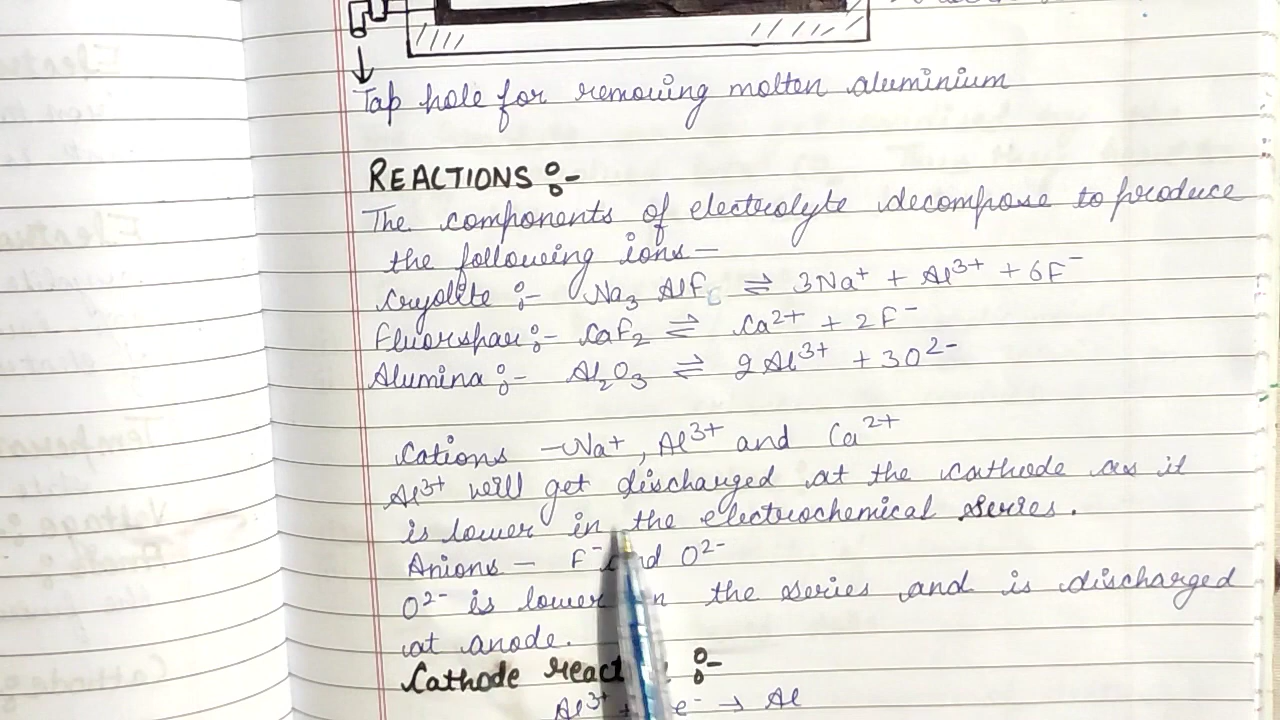 Tap hole for removing molten aluminium
REACTIONS :-
The components of electrolyte decompose to produce
the following ions-
Cryolite :- Na₃ AlF₆ ⇌ 3Na⁺ + Al³⁺ + 6F⁻
Fluorspar :- CaF₂ ⇌ Ca²⁺ + 2F⁻
Alumina :- Al₂O₃ ⇌ 2Al³⁺ + 3O²⁻
Cations - Na⁺, Al³⁺ and Ca²⁺
Al³⁺ will get discharged at the cathode as it
is lower in the electrochemical series.
Anions - F⁻ and O²⁻
O²⁻ is lower in the series and is discharged
at anode.
Cathode react :-
Al³⁺ + e⁻ → Al